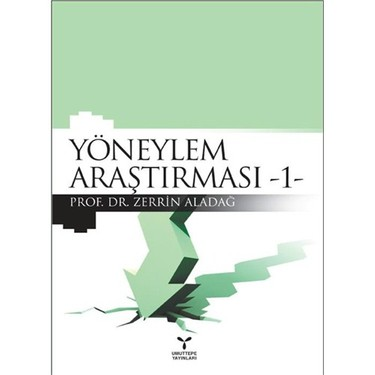 YÖNEYLEM
ARAŞTIRMASI -1-
PROF. DR. ZERRİN ALADAĞ
UMUTTEPE
YAYINLARI